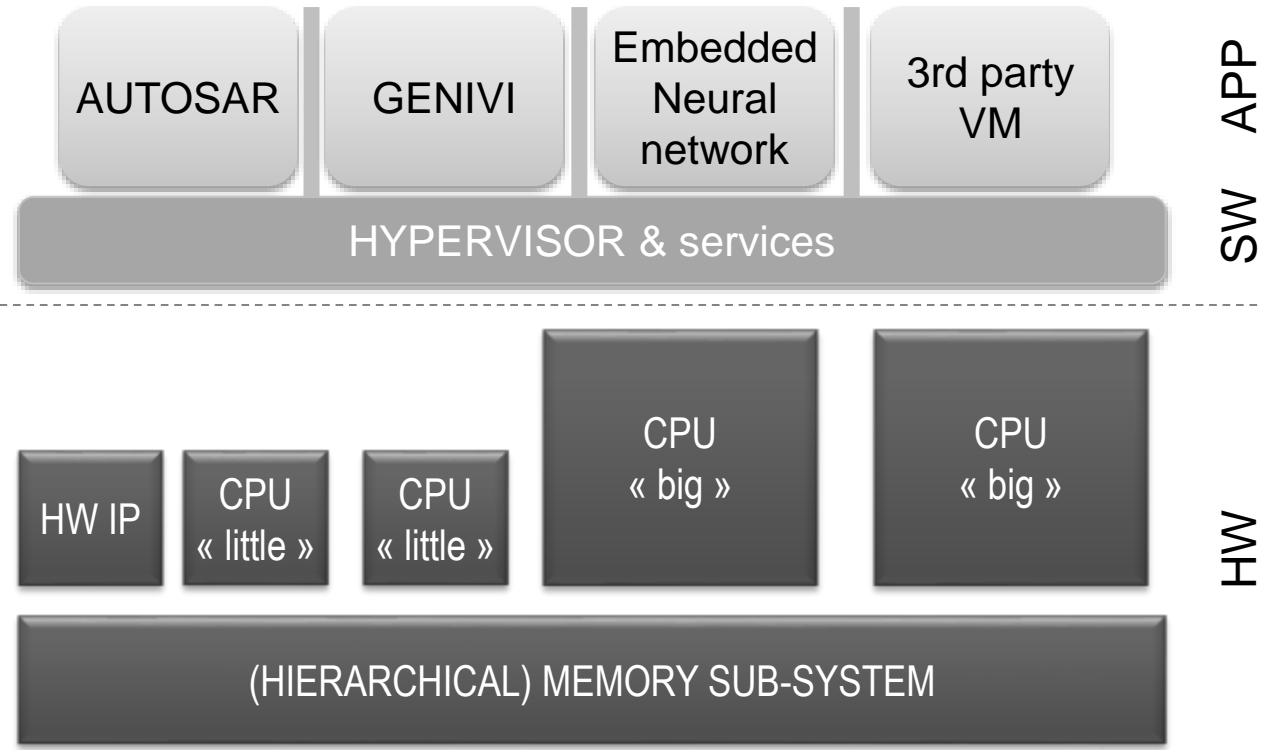 AUTOSAR
GENIVI
Embedded
Neural
network
3rd party
VM
APP
HYPERVISOR & services
SW
HW IP
CPU
« little »
CPU
« little »
CPU
« big »
CPU
« big »
HW
(HIERARCHICAL) MEMORY SUB-SYSTEM